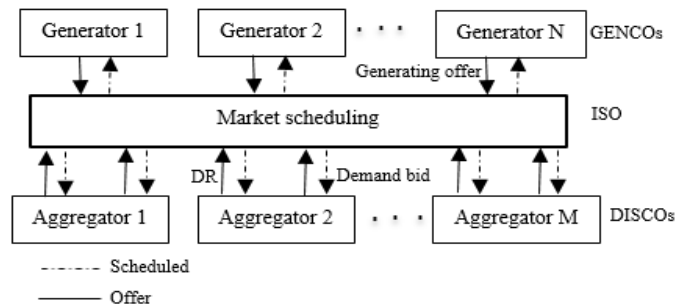 Generator 1
Generator 2
Generator N
GENCOs
Generating offer
Market scheduling
ISO
DR
Demand bid
Aggregator 1
Aggregator 2
Aggregator M
DISCOs
Scheduled
Offer